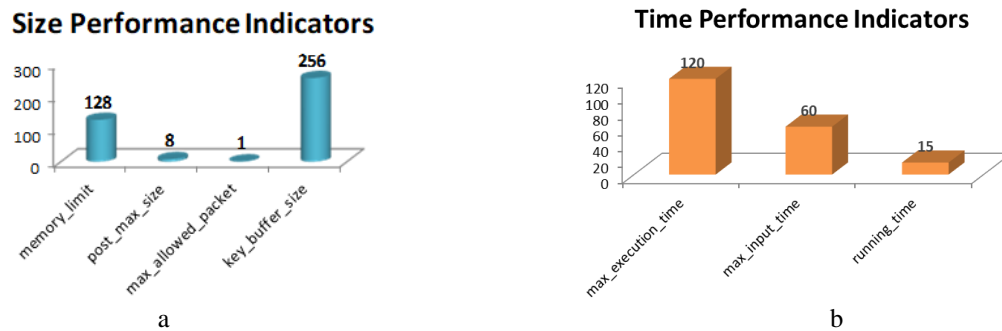 Size Performance Indicators
300
200
100
0
128
8
1
256
memory_limit
post_max_size
max_allowed_packet
key_buffer_size
a
Time Performance Indicators
120
100
80
60
40
20
0
120
60
15
max_execution_time
max_input_time
running_time
b